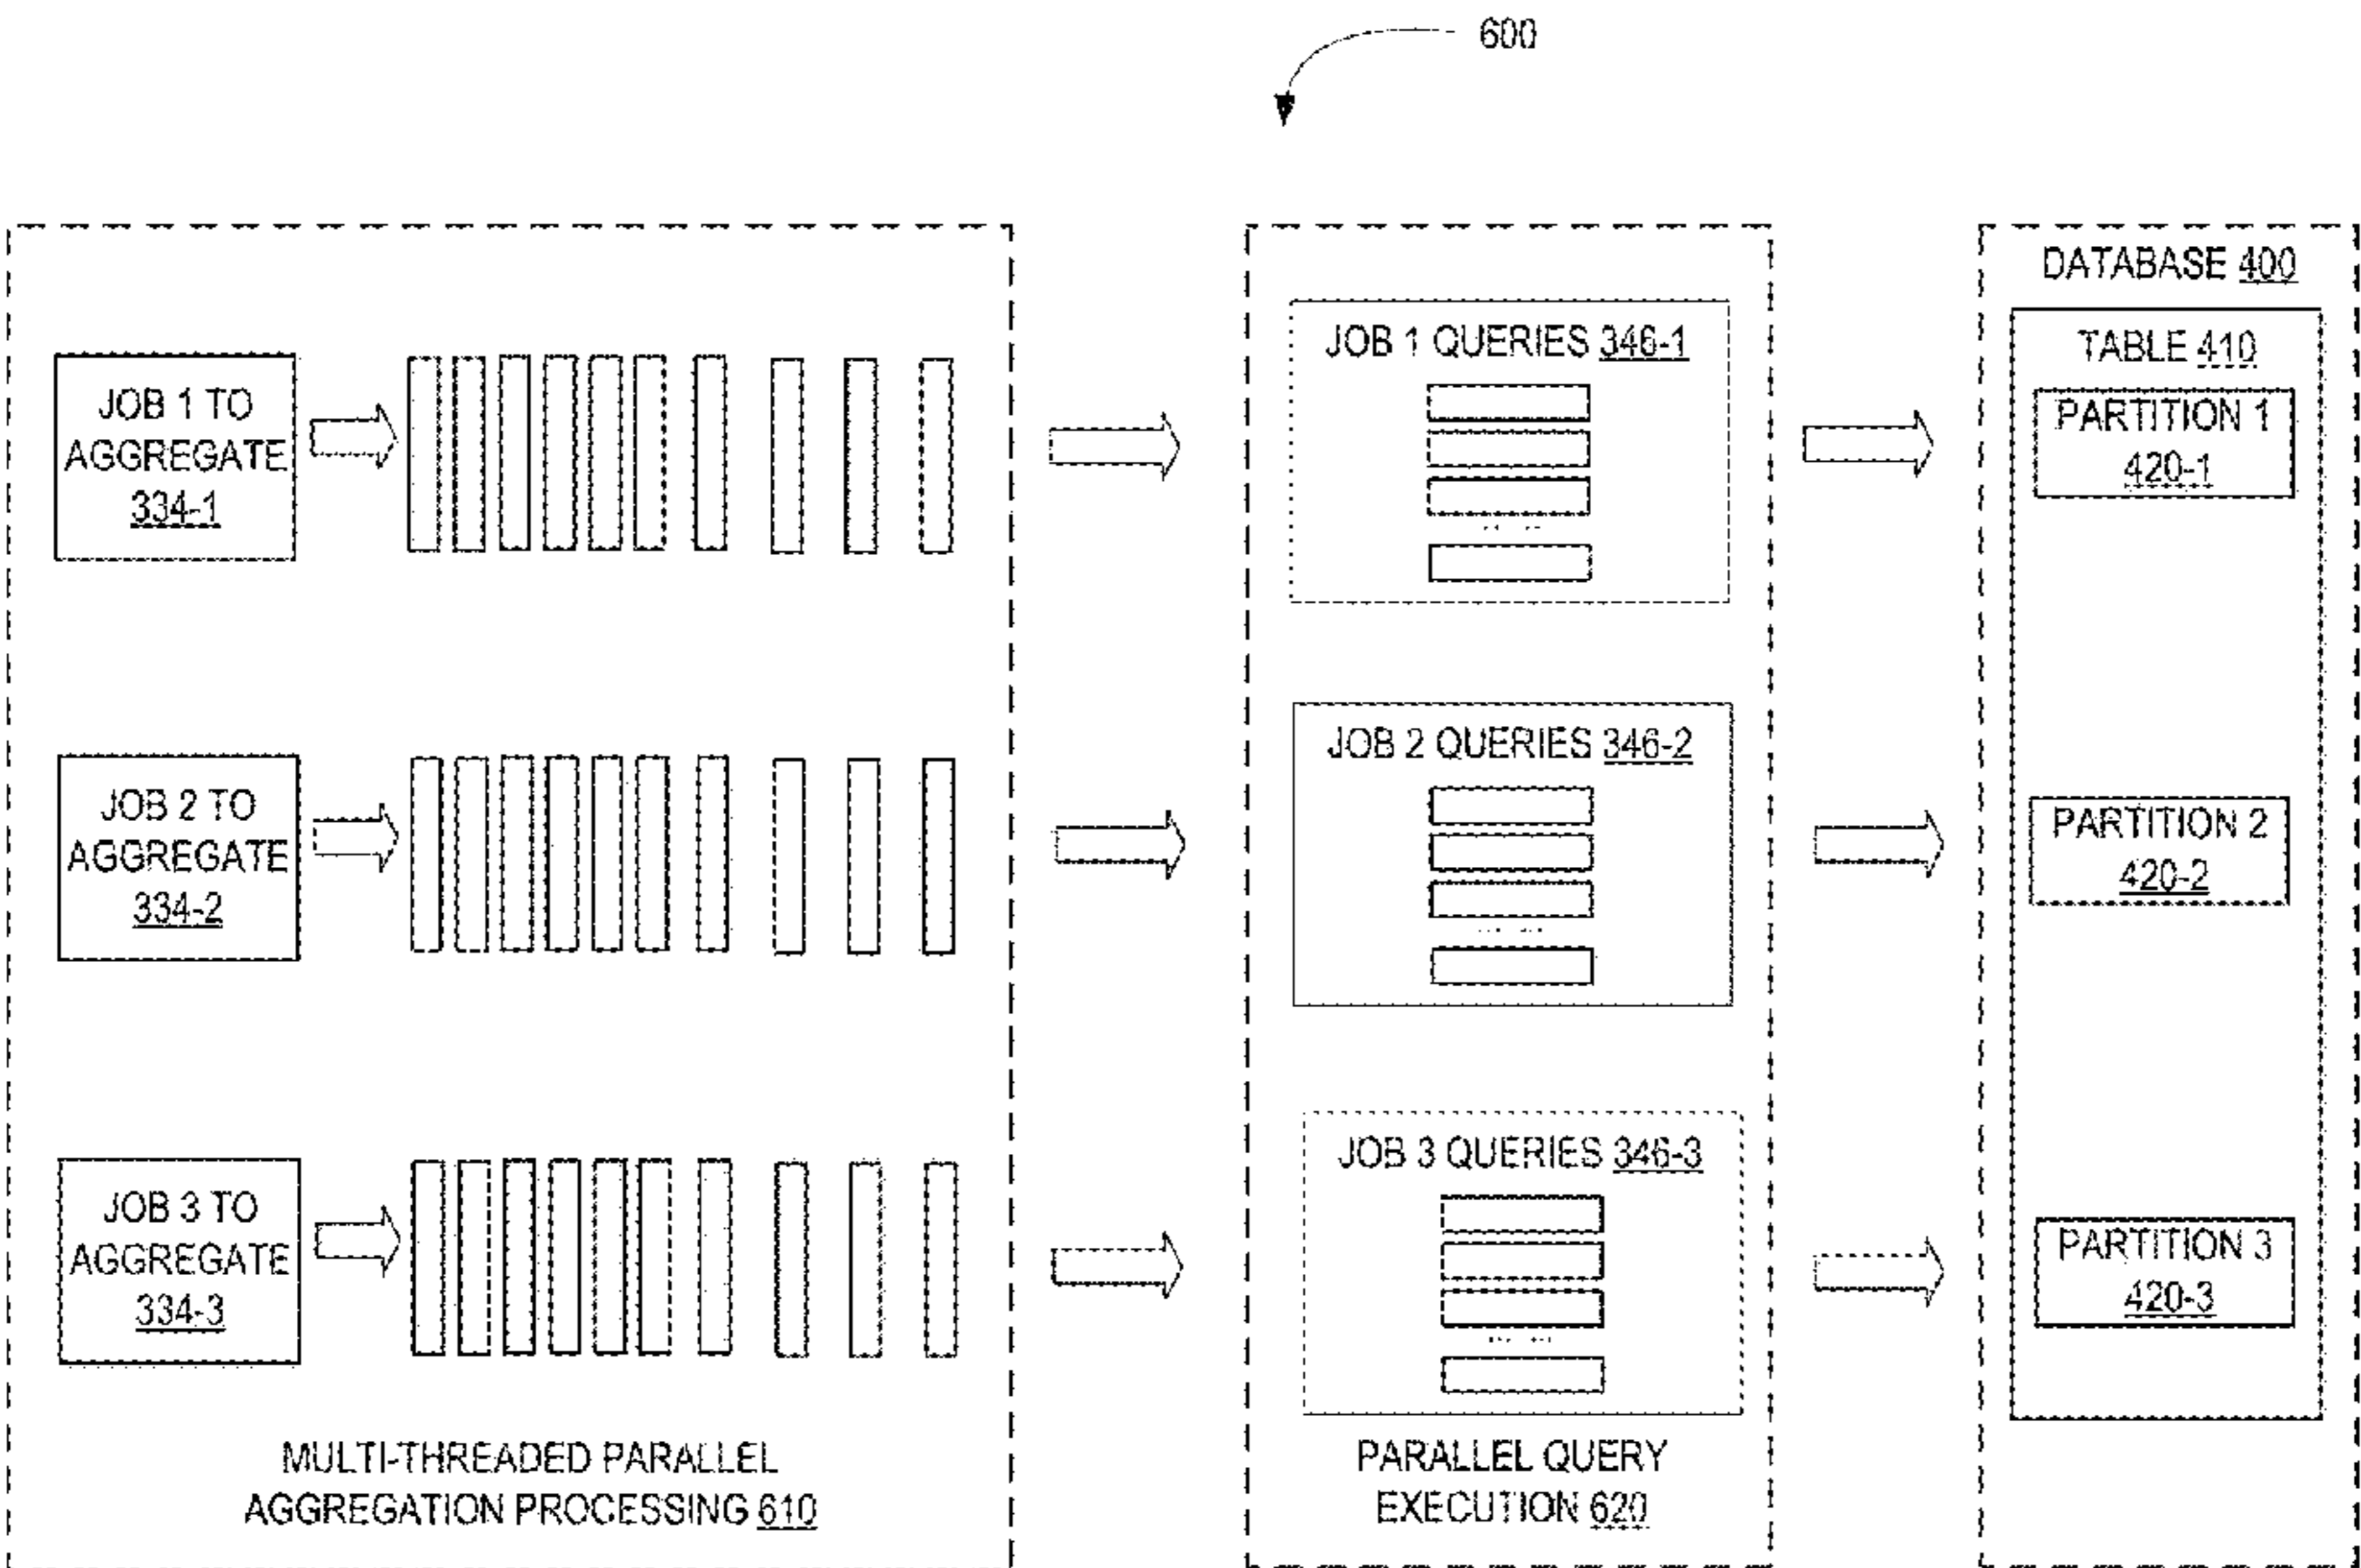 600
JOB 1 TO
AGGREGATE
334-1
JOB 2 TO
AGGREGATE
334-2
JOB 3 TO
AGGREGATE
334-3
MULTI-THREADED PARALLEL
AGGREGATION PROCESSING 610
JOB 1 QUERIES 346-1
JOB 2 QUERIES 346-2
JOB 3 QUERIES 346-3
PARALLEL QUERY
EXECUTION 620
DATABASE 400
TABLE 410
PARTITION 1
420-1
PARTITION 2
420-2
PARTITION 3
420-3